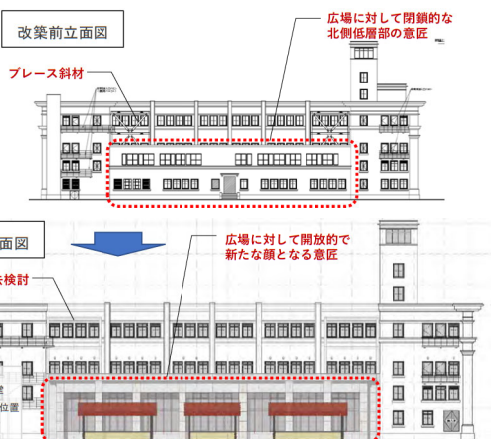 改築前立面図
広場に対して閉鎖的な
北側低層部の意匠
ブレース斜材
面図
広場に対して開放的で
新たな顔となる意匠
検討
位置